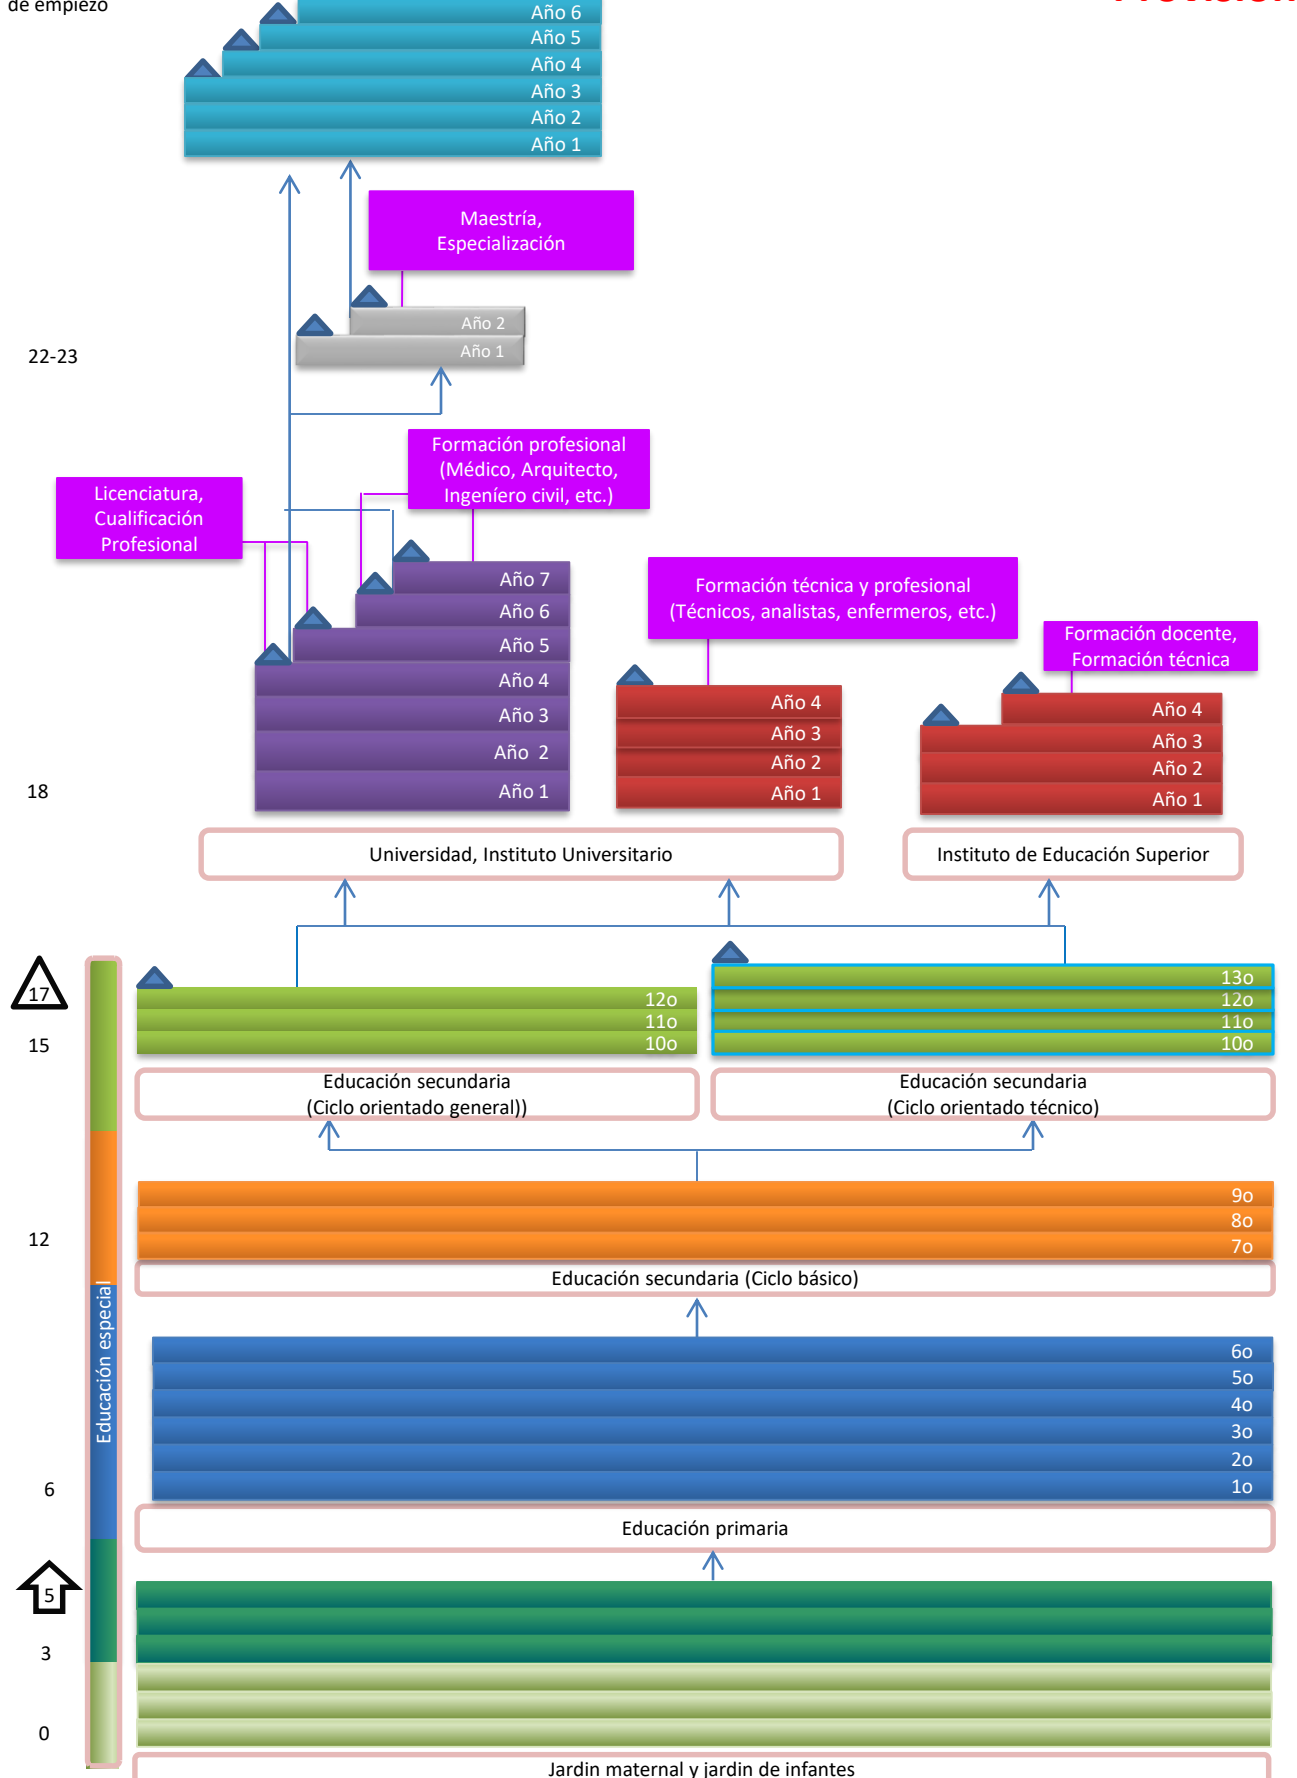 de empiezo
Año 6
Año 5
Año 4
Año 3
Año 2
Año 1
Maestría,
Especialización
Año 2
22-23
Año 1
Formación profesional
(Médico, Arquitecto,
Ingeníero civil, etc.)
Licenciatura,
Cualificación
Profesional
Año 7
Año 6
Año 5
Año 4
Año 3
Año  2
Año 1
Formación técnica y profesional
(Técnicos, analistas, enfermeros, etc.)
Año 4
Año 3
Año 2
Año 1
Formación docente,
Formación técnica
Año 4
Año 3
Año 2
Año 1
18
Universidad, Instituto Universitario
Instituto de Educación Superior
17
15
12o
11o
10o
13o
12o
11o
10o
Educación secundaria
(Ciclo orientado general))
Educación secundaria
(Ciclo orientado técnico)
9o
8o
7o
12
Educación secundaria (Ciclo básico)
Educación especial
6o
5o
4o
3o
2o
1o
6
Educación primaria
5
3
0
Jardin maternal y jardin de infantes